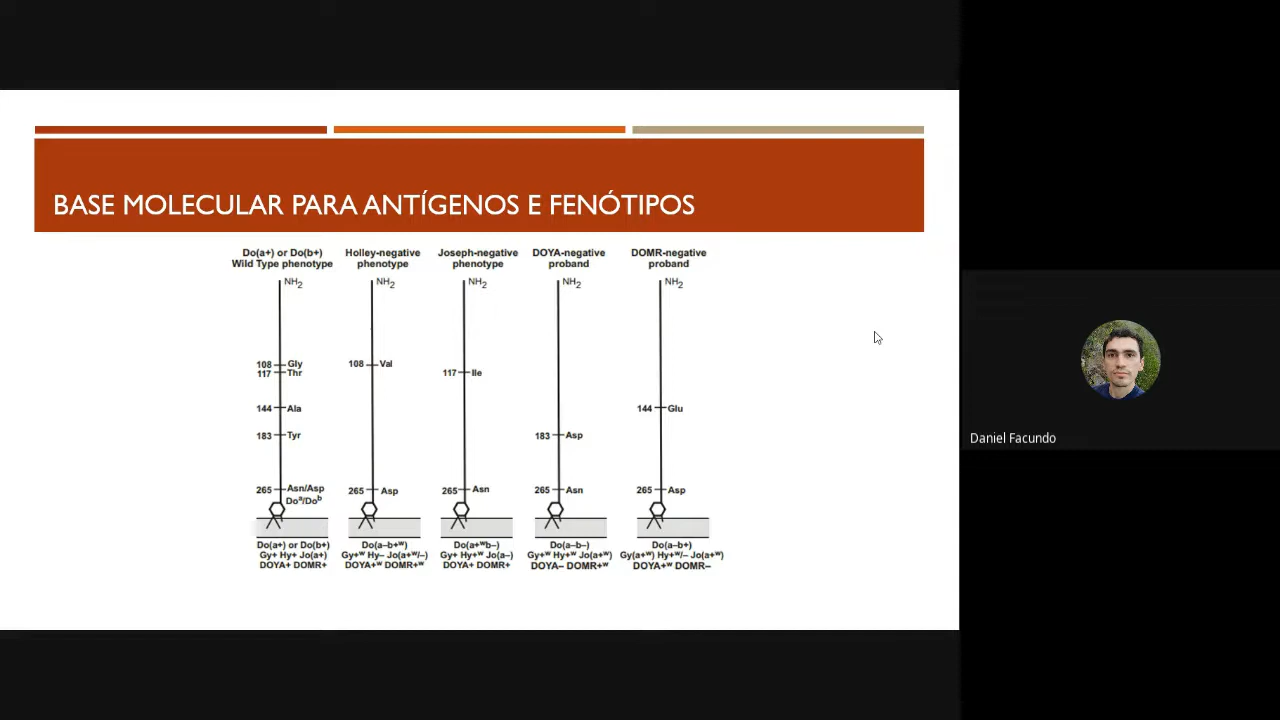 BASE MOLECULAR PARA ANTÍGENOS E FENÓTIPOS
Do(a+) or Do(b+)
Wild Type phenotype
NH2
108 Gly
117 Thr
144 Ala
183 Tyr
265 Asn/Asp
Doᵃ/Doᵇ
Do(a+) or Do(b+)
Gy+ Hy+ Jo(a+)
DOYA+ DOMR+
Holley-negative
phenotype
NH2
108 Val
265 Asp
Do(a–b+ʷ)
Gy+ʷ Hy– Jo(a+ʷ/–)
DOYA+ʷ DOMR+ʷ
Joseph-negative
phenotype
NH2
117 Ile
265 Asn
Do(a+ʷb–)
Gy+ Hy+ʷ Jo(a–)
DOYA+ DOMR+
DOYA-negative
proband
NH2
183 Asp
265 Asn
Do(a–b–)
Gy+ʷ Hy+ʷ Jo(a+ʷ)
DOYA– DOMR+ʷ
DOMR-negative
proband
NH2
144 Glu
265 Asp
Do(a–b+)
Gy(a+ʷ) Hy+ʷ/– Jo(a+ʷ)
DOYA+ʷ DOMR–
Daniel Facundo